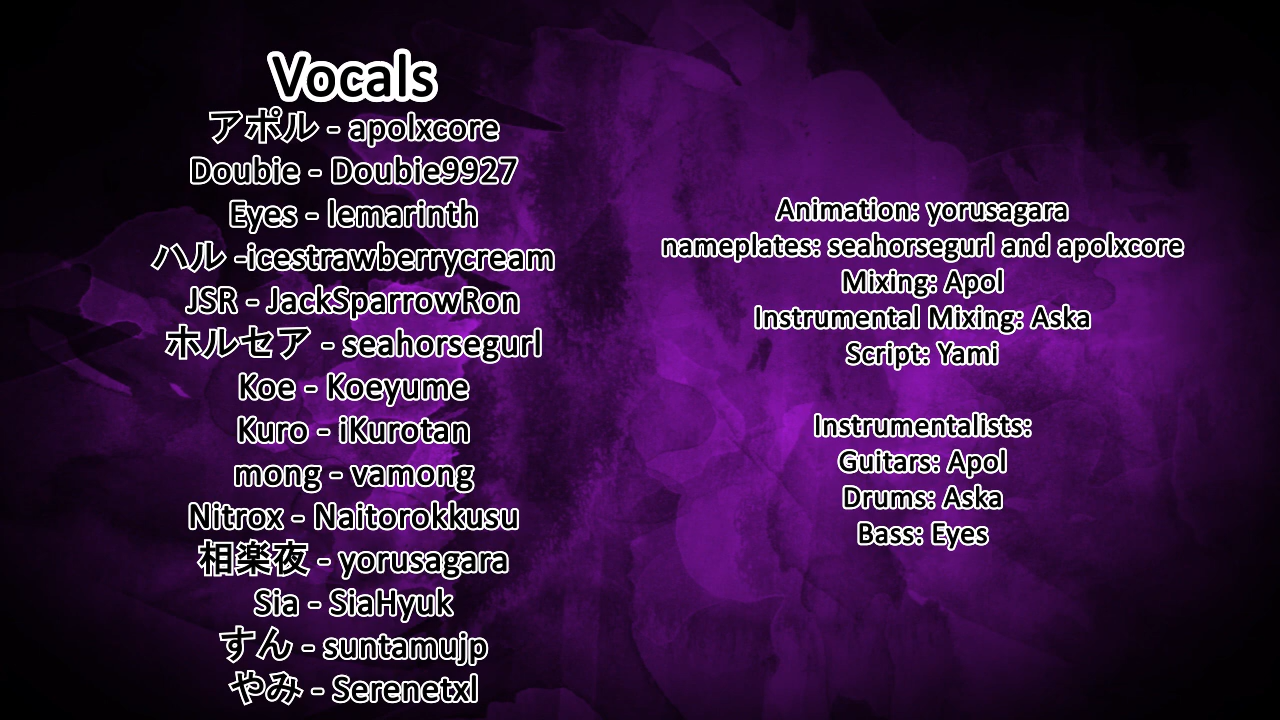 Vocals
アポル - apolxcore
Doubie - Doubie9927
Eyes - lemarinth
ハル -icestrawberrycream
JSR - JackSparrowRon
ホルセア - seahorsegurl
Koe - Koeyume
Kuro - iKurotan
mong - vamong
Nitrox - Naitorokkusu
相楽夜 - yorusagara
Sia - SiaHyuk
すん - suntamujp
やみ - Serenetxl
Animation: yorusagara
nameplates: seahorsegurl and apolxcore
Mixing: Apol
Instrumental Mixing: Aska
Script: Yami
Instrumentalists:
Guitars: Apol
Drums: Aska
Bass: Eyes